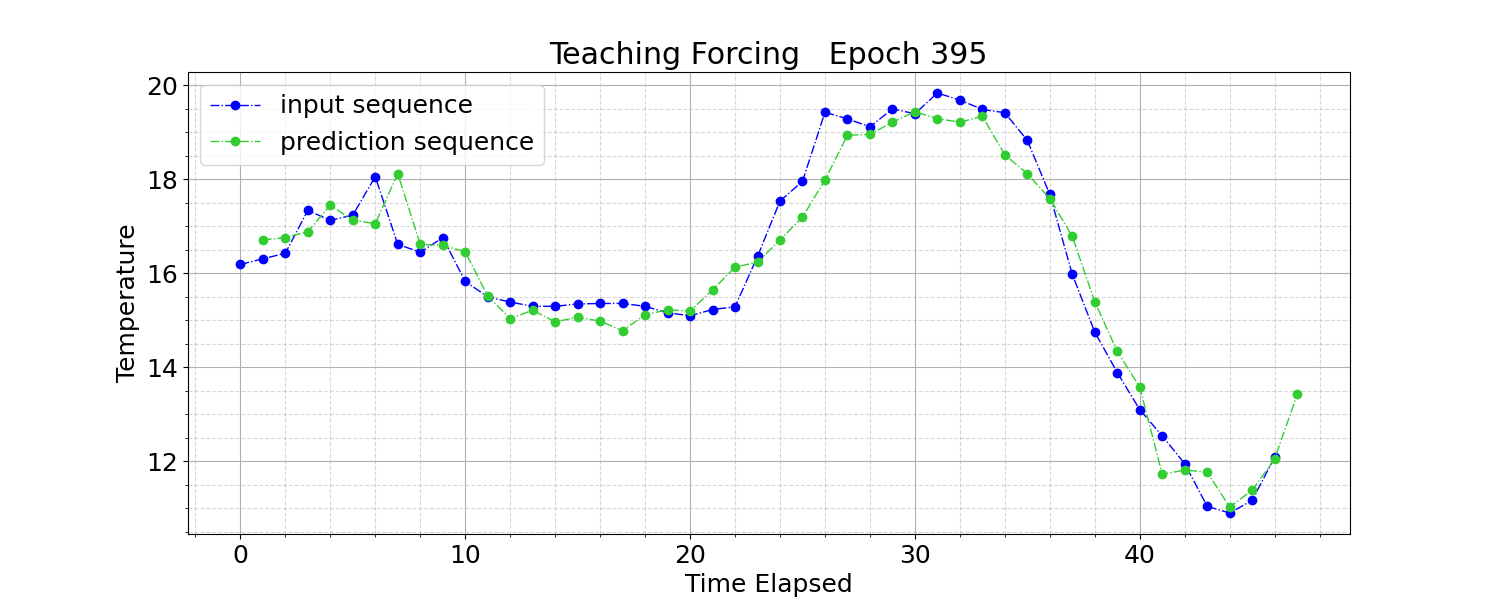 Teaching Forcing   Epoch 395
input sequence
prediction sequence
20
18
16
14
12
Temperature
0 10 20 30 40
Time Elapsed